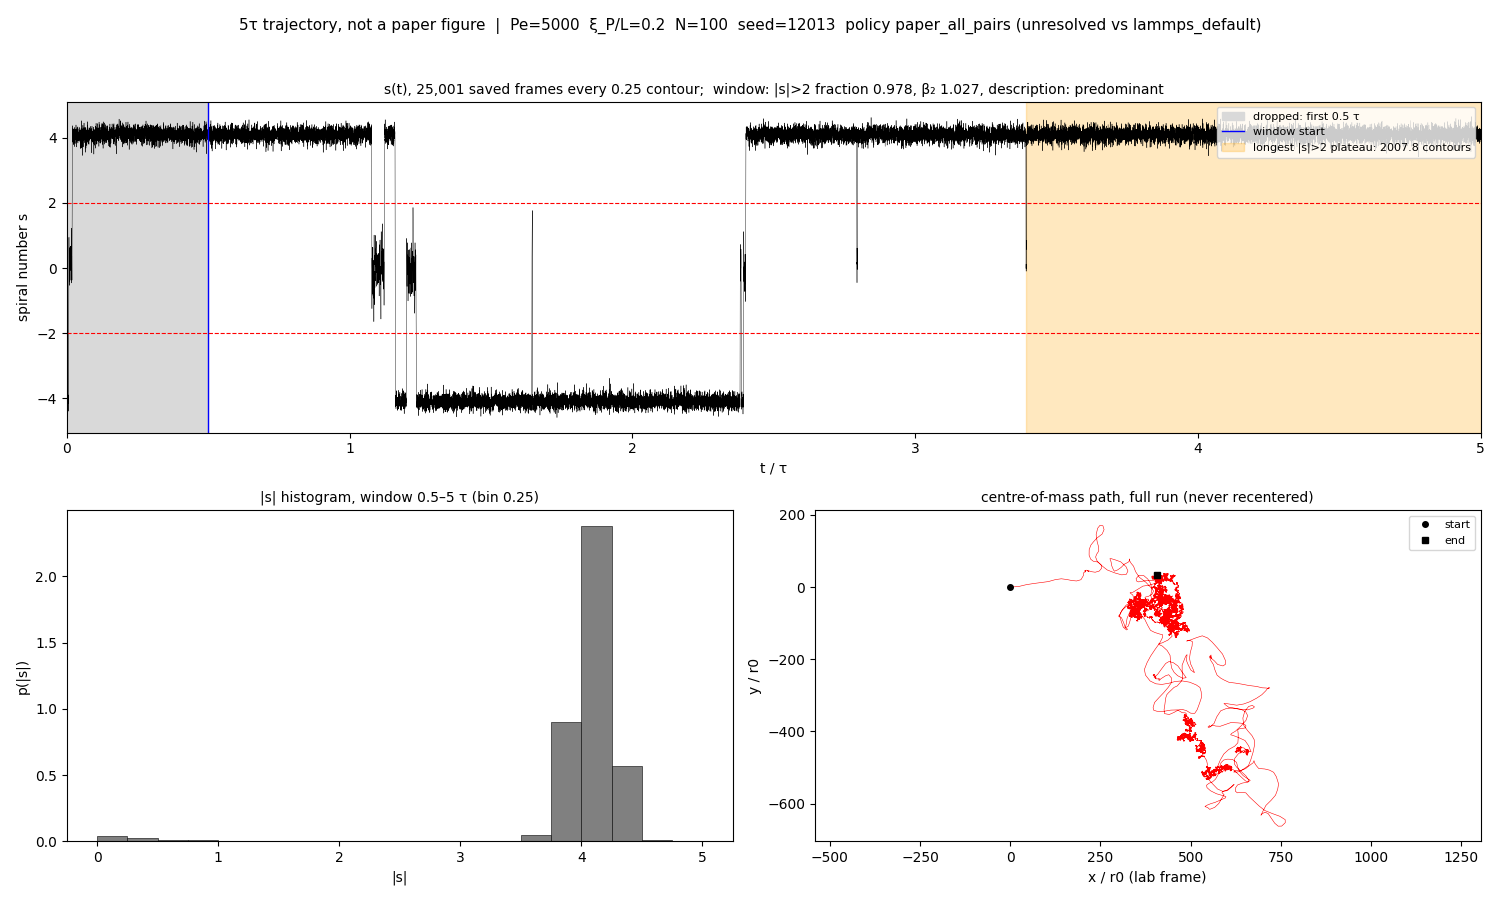 5τ trajectory, not a paper figure | Pe=5000 ξ_P/L=0.2 N=100 seed=12013 policy paper_all_pairs (unresolved vs lammps_default)
s(t), 25,001 saved frames every 0.25 contour; window: |s|>2 fraction 0.978, β₂ 1.027, description: predominant
dropped: first 0.5 τ
window start
longest |s|>2 plateau: 2007.8 contours
spiral number s
4
2
0
−2
−4
0 1 2 3 4 5
t / τ
|s| histogram, window 0.5–5 τ (bin 0.25)
p(|s|)
2.0
1.5
1.0
0.5
0.0
0 1 2 3 4 5
|s|
centre-of-mass path, full run (never recentered)
start
end
y / r0
200
0
−200
−400
−600
−500 −250 0 250 500 750 1000 1250
x / r0 (lab frame)